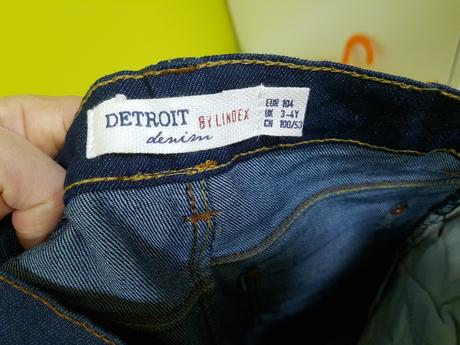 DETROIT
denim
BY LINDEX
EUR 104
UK 3-4Y
CN 100/53